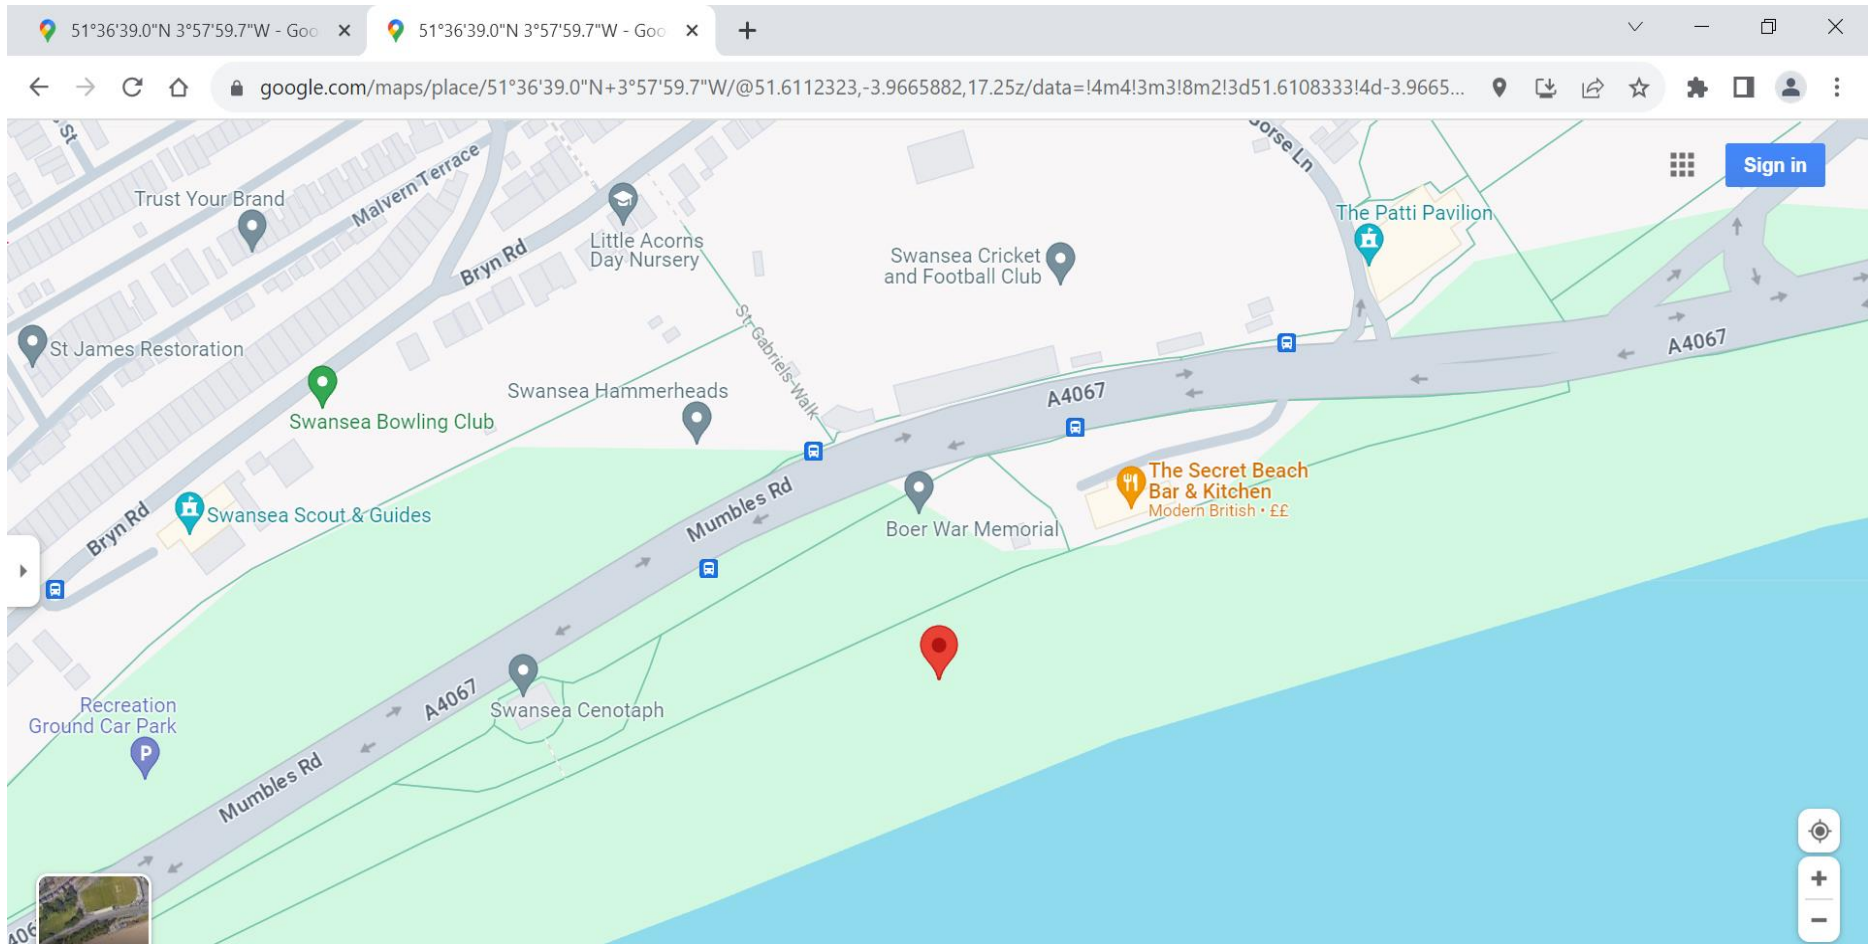 51°36'39.0"N 3°57'59.7"W - Goo
51°36'39.0"N 3°57'59.7"W - Goo
google.com/maps/place/51°36'39.0"N+3°57'59.7"W/@51.6112323,-3.9665882,17.25z/data=!4m4!3m3!8m2!3d51.6108333!4d-3.9665...
St
Malvern Terrace
Trust Your Brand
Little Acorns
Day Nursery
Bryn Rd
Swansea Cricket
and Football Club
Gorse Ln
The Patti Pavilion
Sign in
St James Restoration
St Gabriels Walk
A4067
Swansea Hammerheads
A4067
Swansea Bowling Club
The Secret Beach
Bar & Kitchen
Modern British • ££
Mumbles Rd
Boer War Memorial
Swansea Scout & Guides
Bryn Rd
A4067
Swansea Cenotaph
Recreation
Ground Car Park
P
Mumbles Rd